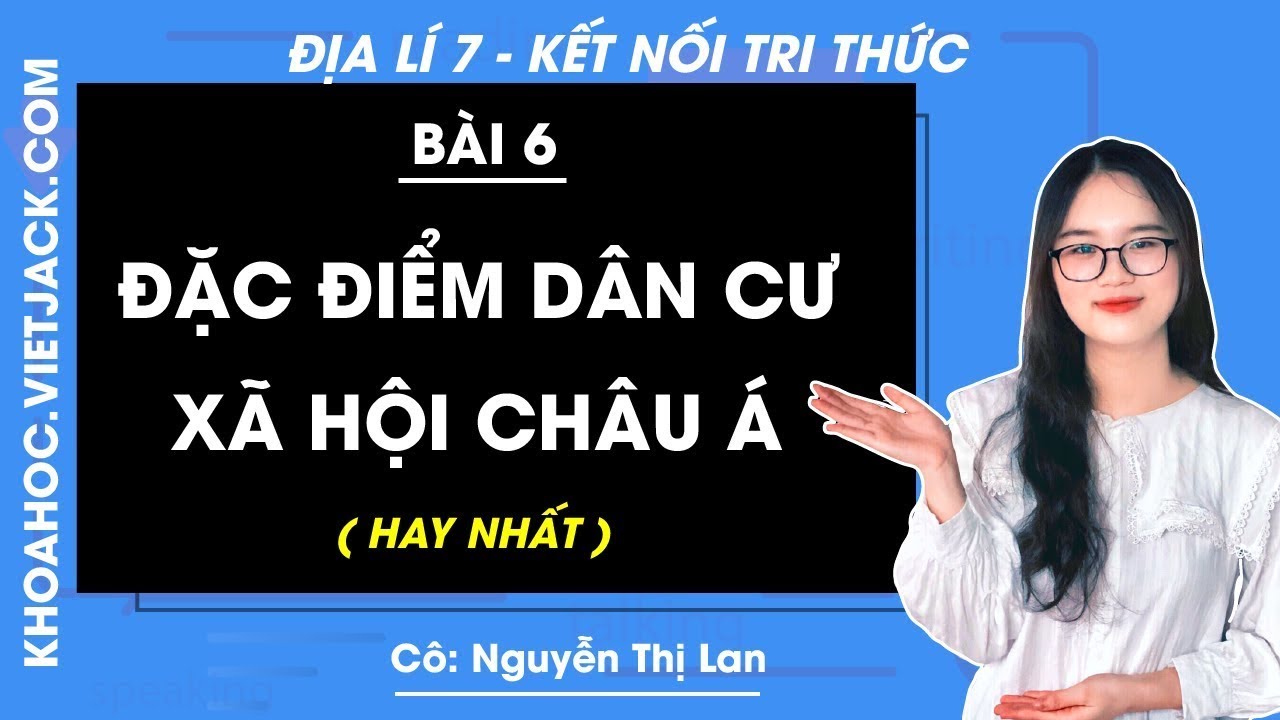 ĐỊA LÍ 7 - KẾT NỐI TRI THỨC
KHOAHOC.VIETJACK.COM
BÀI 6
ĐẶC ĐIỂM DÂN CƯ
XÃ HỘI CHÂU Á
( HAY NHẤT )
Cô: Nguyễn Thị Lan
talking
speaking